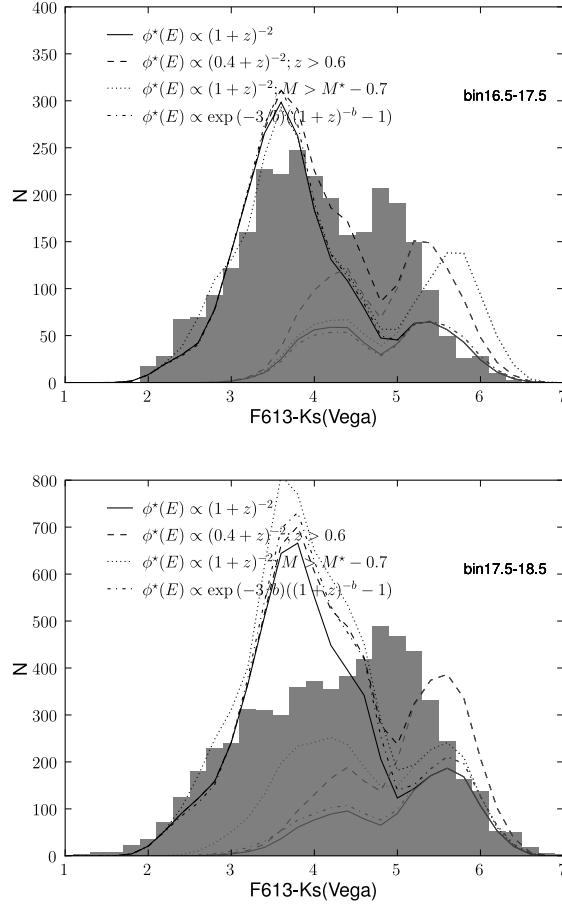 400
350
300
250
200
150
100
50
0
N
ϕ⋆(E) ∝ (1 + z)⁻²
ϕ⋆(E) ∝ (0.4 + z)⁻²; z > 0.6
ϕ⋆(E) ∝ (1 + z)⁻²; M > M⋆ − 0.7
ϕ⋆(E) ∝ exp (−3/b)((1 + z)⁻ᵇ − 1)
bin16.5-17.5
1 2 3 4 5 6 7
F613-Ks(Vega)
800
700
600
500
400
300
200
100
0
N
ϕ⋆(E) ∝ (1 + z)⁻²
ϕ⋆(E) ∝ (0.4 + z)⁻²; z > 0.6
ϕ⋆(E) ∝ (1 + z)⁻²; M > M⋆ − 0.7
ϕ⋆(E) ∝ exp (−3/b)((1 + z)⁻ᵇ − 1)
bin17.5-18.5
1 2 3 4 5 6 7
F613-Ks(Vega)